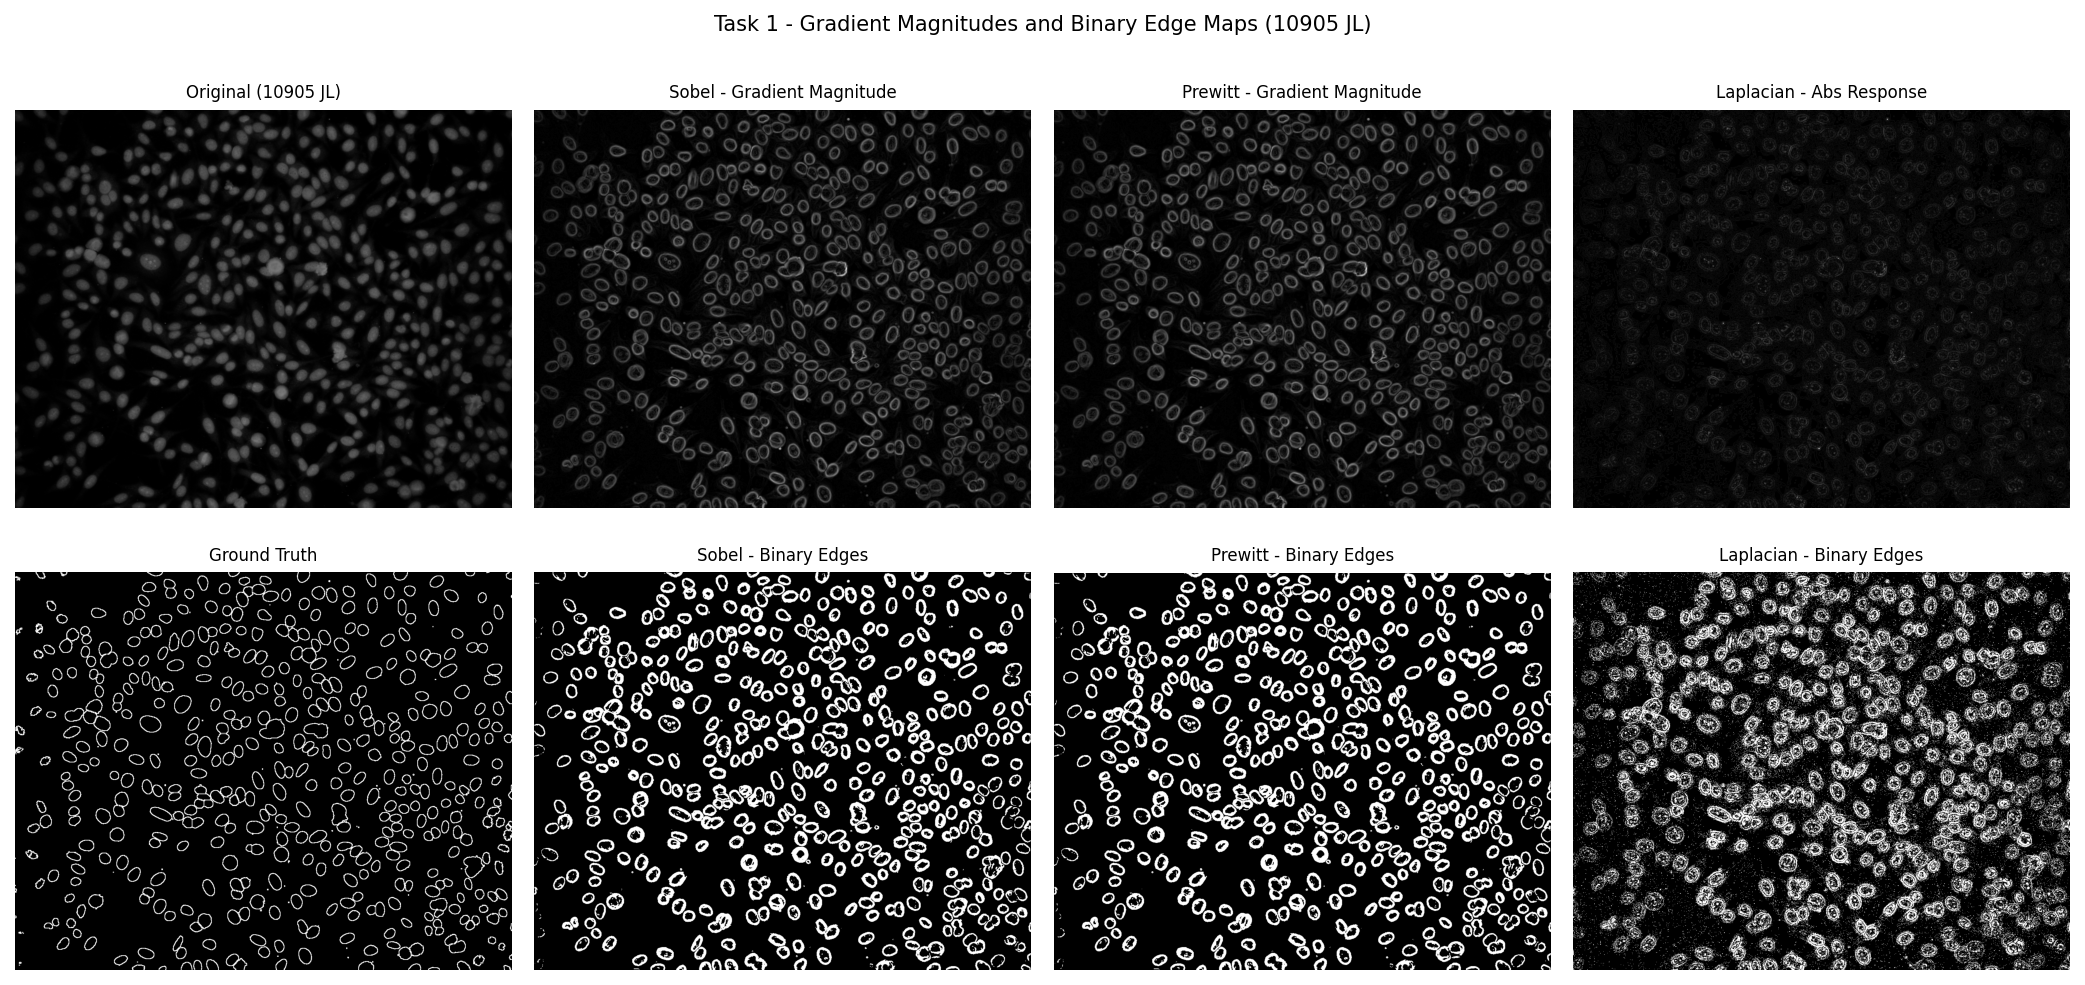 Task 1 - Gradient Magnitudes and Binary Edge Maps (10905 JL)
Original (10905 JL)
Sobel - Gradient Magnitude
Prewitt - Gradient Magnitude
Laplacian - Abs Response
Ground Truth
Sobel - Binary Edges
Prewitt - Binary Edges
Laplacian - Binary Edges